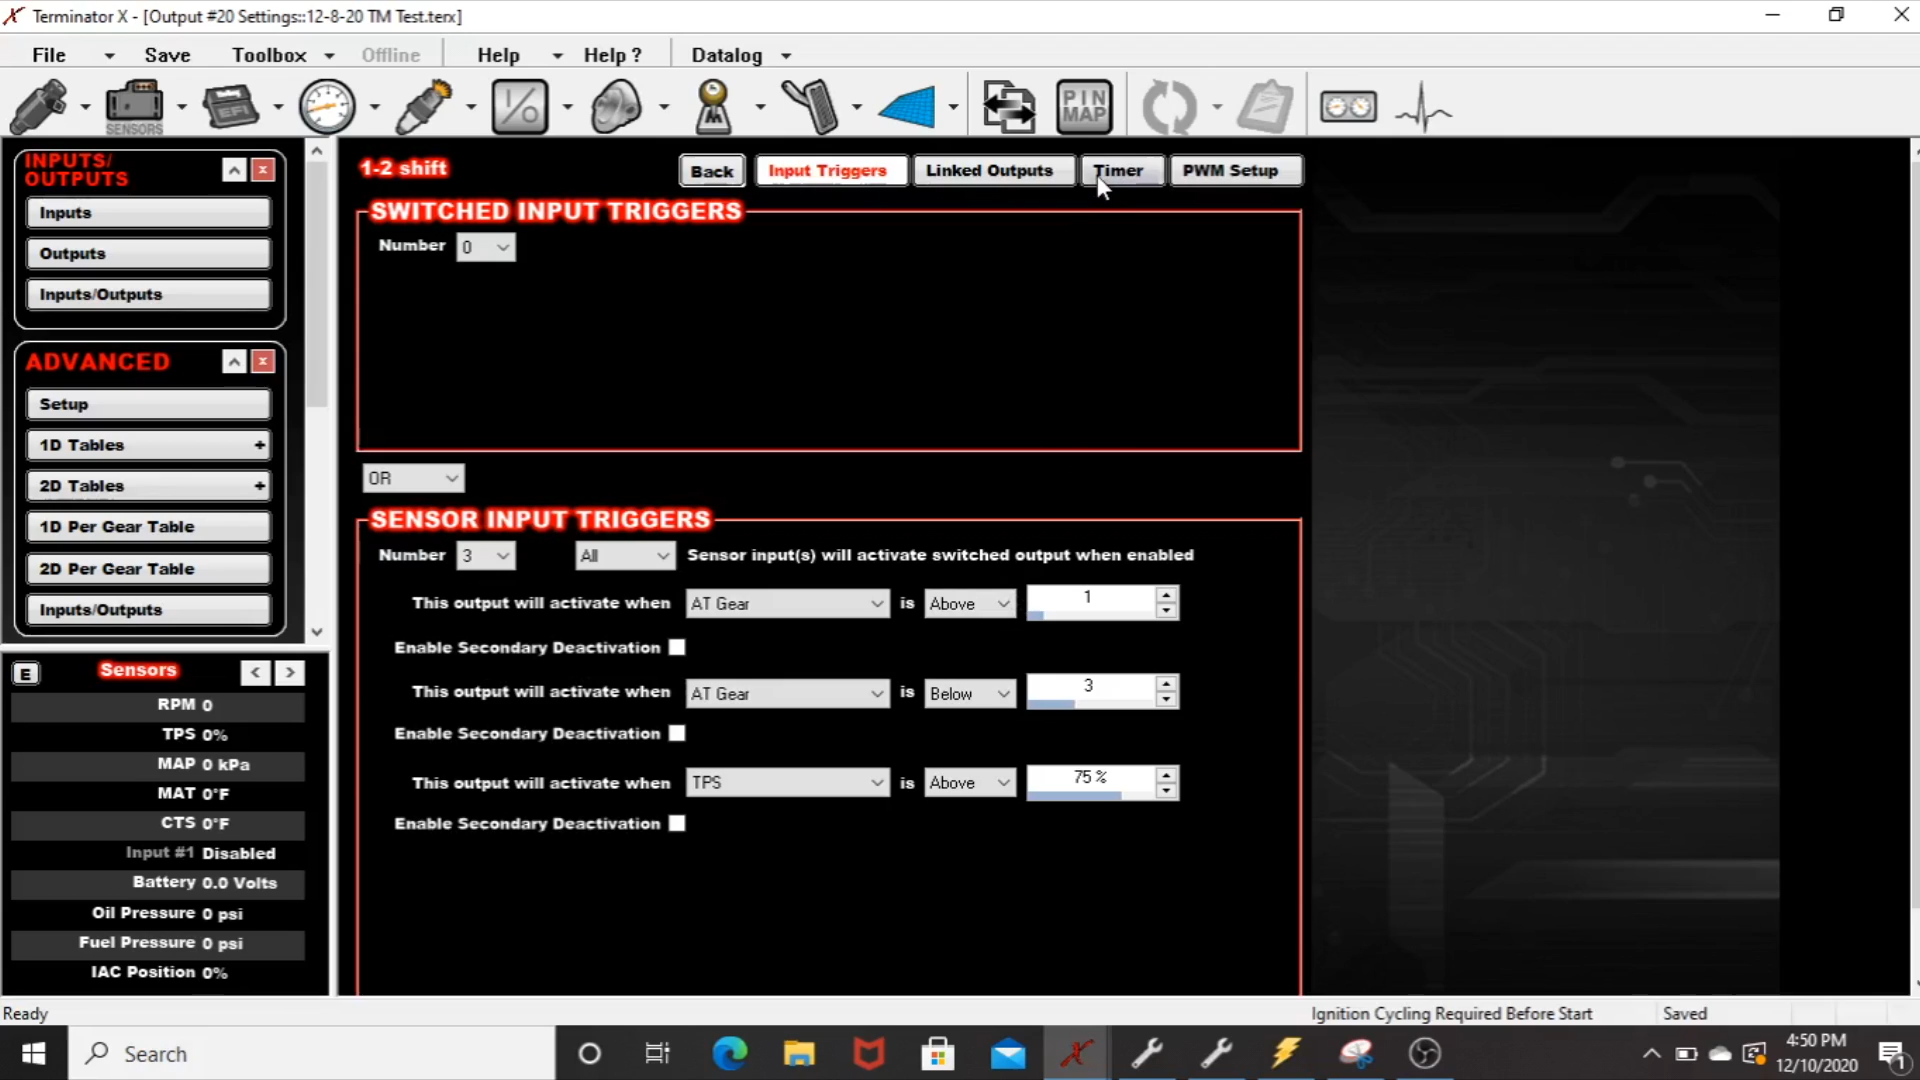 Terminator X - [Output #20 Settings::12-8-20 TM Test.terx]
File Save Toolbox Offline Help Help ? Datalog
SENSORS
I/O
PIN MAP
INPUTS/
OUTPUTS
Inputs
Outputs
Inputs/Outputs
ADVANCED
Setup
1D Tables +
2D Tables +
1D Per Gear Table
2D Per Gear Table
Inputs/Outputs
E Sensors < >
RPM 0
TPS 0%
MAP 0 kPa
MAT 0°F
CTS 0°F
Input #1 Disabled
Battery 0.0 Volts
Oil Pressure 0 psi
Fuel Pressure 0 psi
IAC Position 0%
1-2 shift Back Input Triggers Linked Outputs Timer PWM Setup
SWITCHED INPUT TRIGGERS
Number 0
OR
SENSOR INPUT TRIGGERS
Number 3 All Sensor input(s) will activate switched output when enabled
This output will activate when AT Gear is Above 1
Enable Secondary Deactivation
This output will activate when AT Gear is Below 3
Enable Secondary Deactivation
This output will activate when TPS is Above 75 %
Enable Secondary Deactivation
Ready Ignition Cycling Required Before Start Saved
Search
4:50 PM
12/10/2020
1